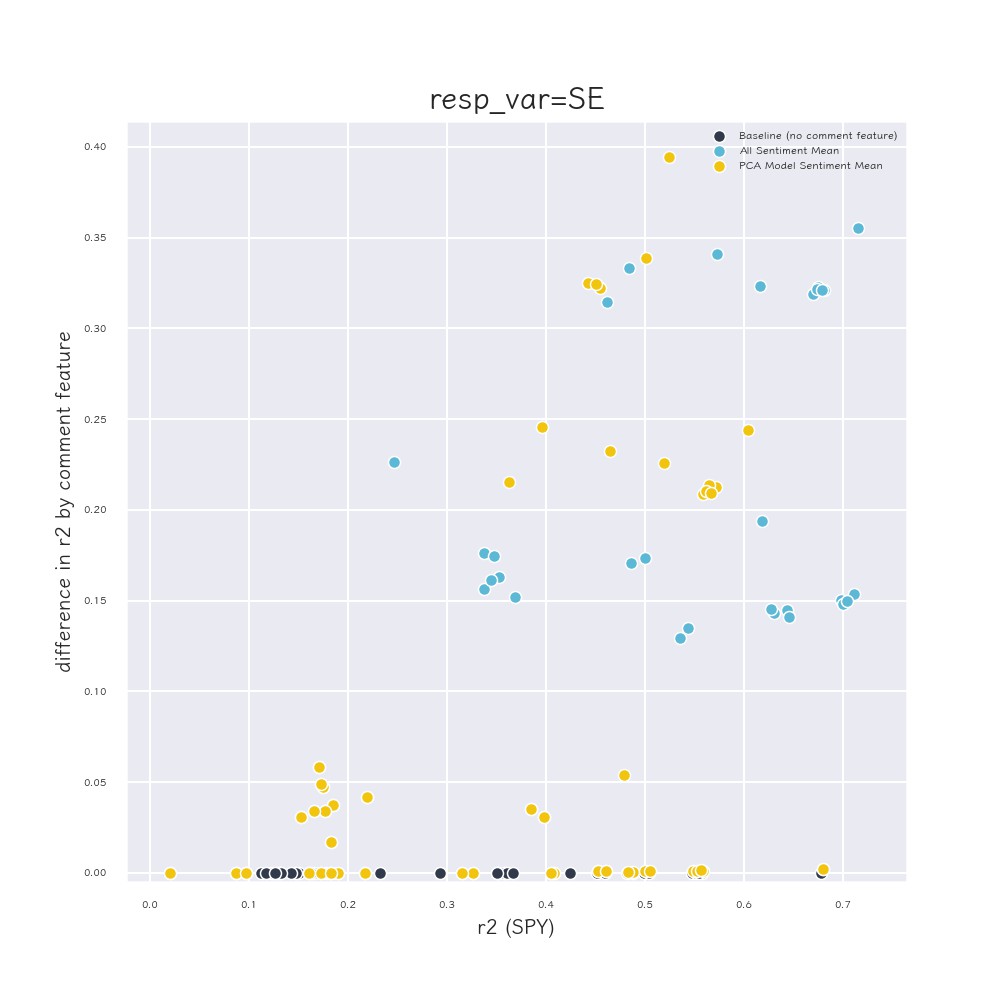 resp_var=SE
Baseline (no comment feature)
All Sentiment Mean
PCA Model Sentiment Mean
difference in r2 by comment feature
0.40
0.35
0.30
0.25
0.20
0.15
0.10
0.05
0.00
0.0 0.1 0.2 0.3 0.4 0.5 0.6 0.7
r2 (SPY)